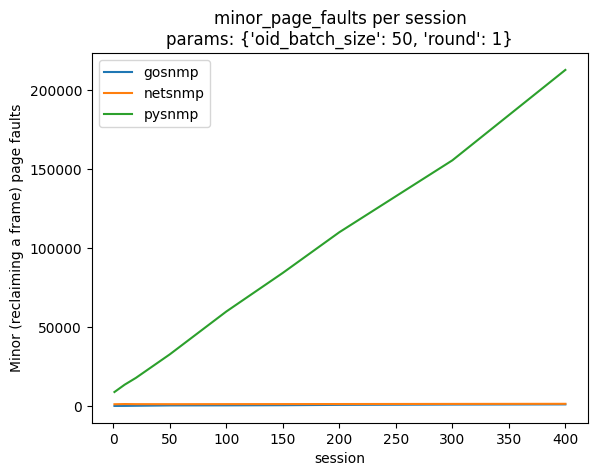 minor_page_faults per session
params: {'oid_batch_size': 50, 'round': 1}
gosnmp
netsnmp
pysnmp
Minor (reclaiming a frame) page faults
200000
150000
100000
50000
0
0 50 100 150 200 250 300 350 400
session